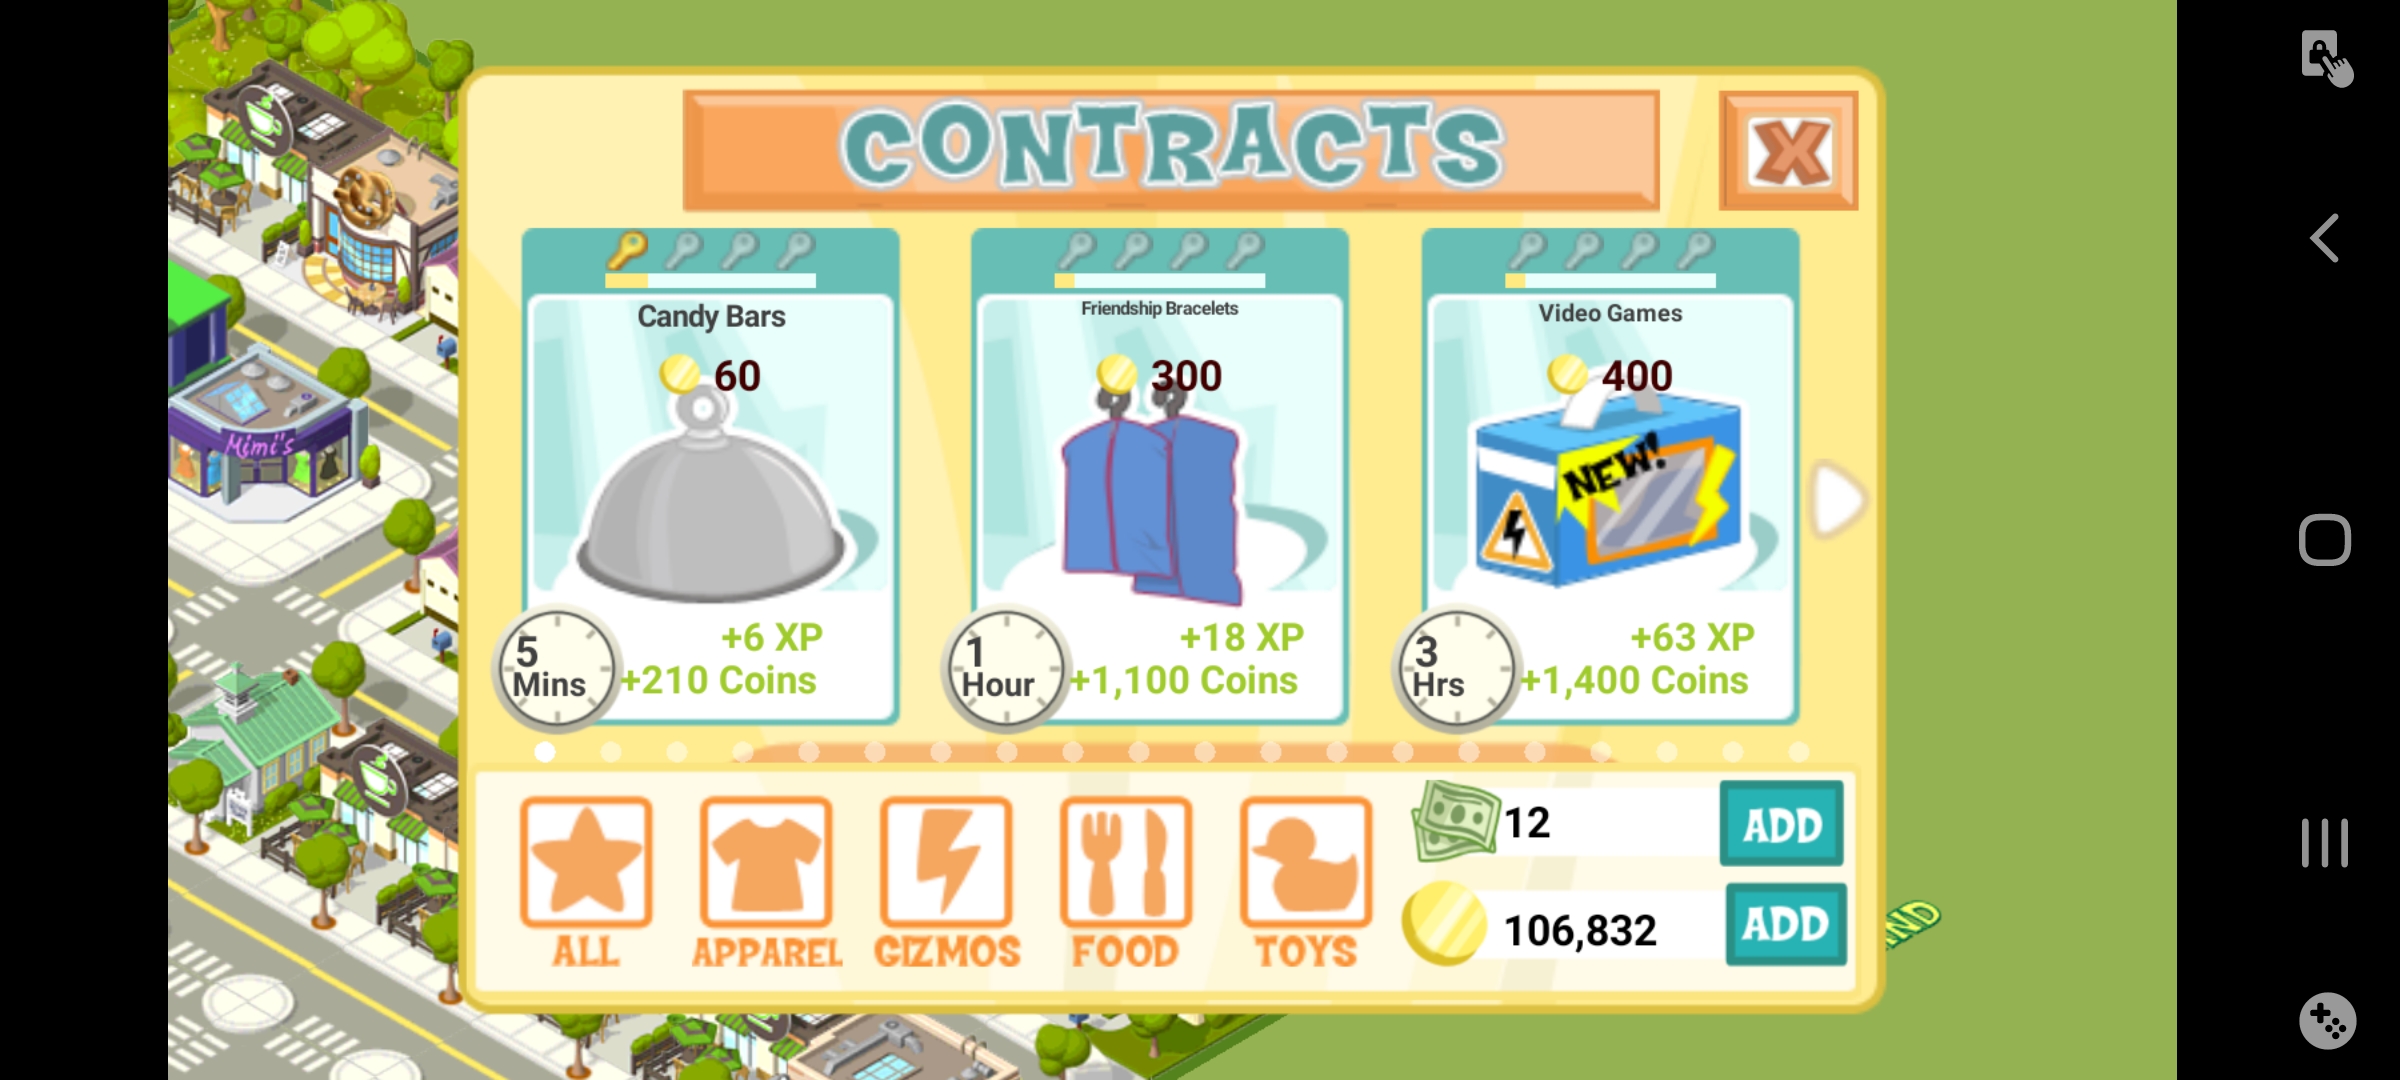 CONTRACTS
X
Candy Bars
60
5
Mins
+6 XP
+210 Coins
Friendship Bracelets
300
1
Hour
+18 XP
+1,100 Coins
Video Games
400
NEW!
3
Hrs
+63 XP
+1,400 Coins
Mimi's
ALL
APPAREL
GIZMOS
FOOD
TOYS
12
ADD
106,832
ADD